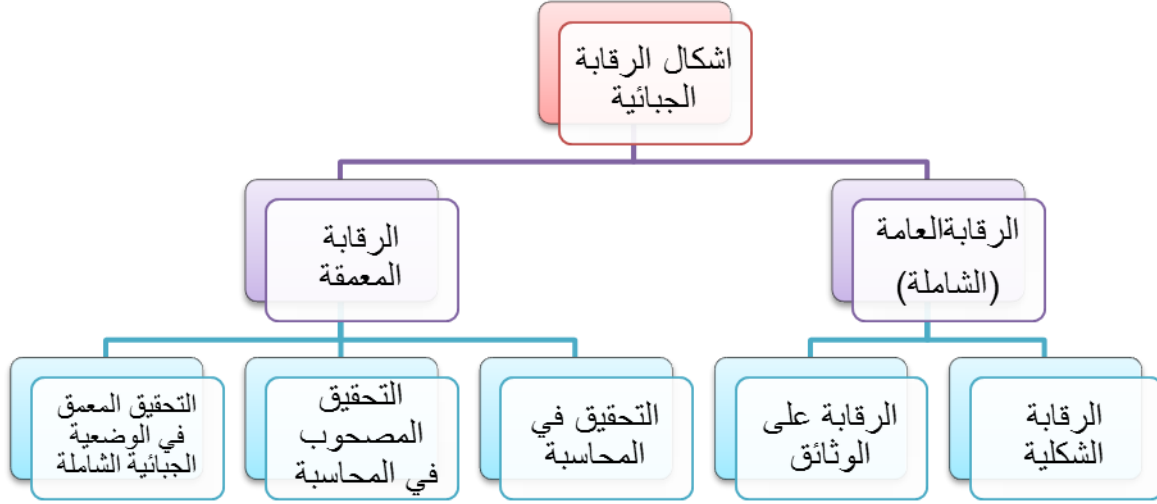 اشكال الرقابة
الجبائية
الرقابةالعامة
(الشاملة)
الرقابة
المعمقة
الرقابة
الشكلية
الرقابة على
الوثائق
التحقيق في
المحاسبة
التحقيق
المصحوب
في المحاسبة
التحقيق المعمق
في الوضعية
الجبائية الشاملة